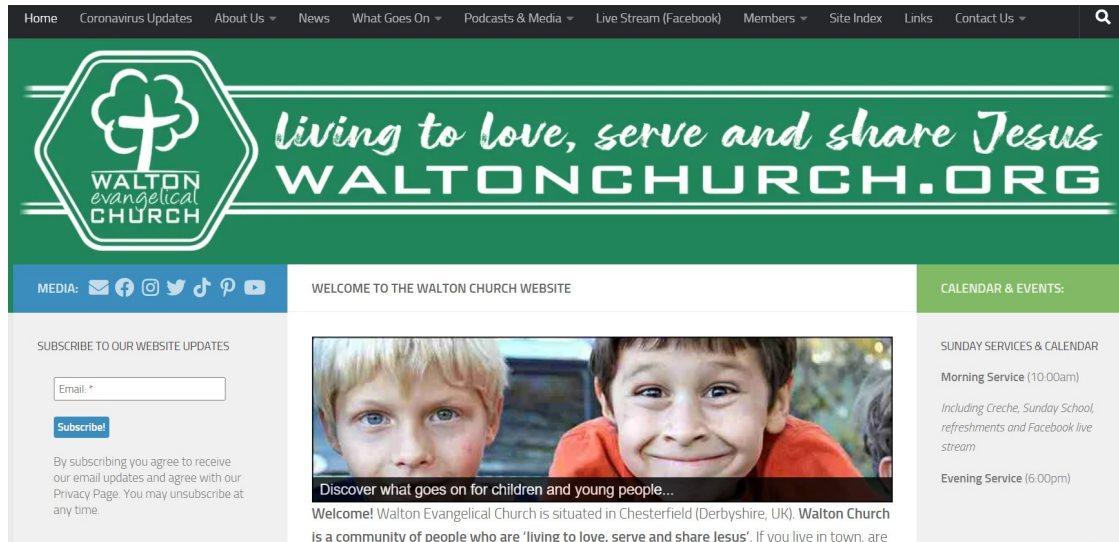 Home Coronavirus Updates About Us News What Goes On Podcasts & Media Live Stream (Facebook) Members Site Index Links Contact Us
living to love, serve and share Jesus
WALTONCHURCH.ORG
WALTON
evangelical
CHURCH
MEDIA:
SUBSCRIBE TO OUR WEBSITE UPDATES
Email: *
Subscribe!
By subscribing you agree to receive
our email updates and agree with our
Privacy Page. You may unsubscribe at
any time.
WELCOME TO THE WALTON CHURCH WEBSITE
Discover what goes on for children and young people...
Welcome! Walton Evangelical Church is situated in Chesterfield (Derbyshire, UK). Walton Church
is a community of people who are 'living to love, serve and share Jesus'. If you live in town, are
CALENDAR & EVENTS:
SUNDAY SERVICES & CALENDAR
Morning Service (10:00am)
Including Creche, Sunday School,
refreshments and Facebook live
stream
Evening Service (6:00pm)